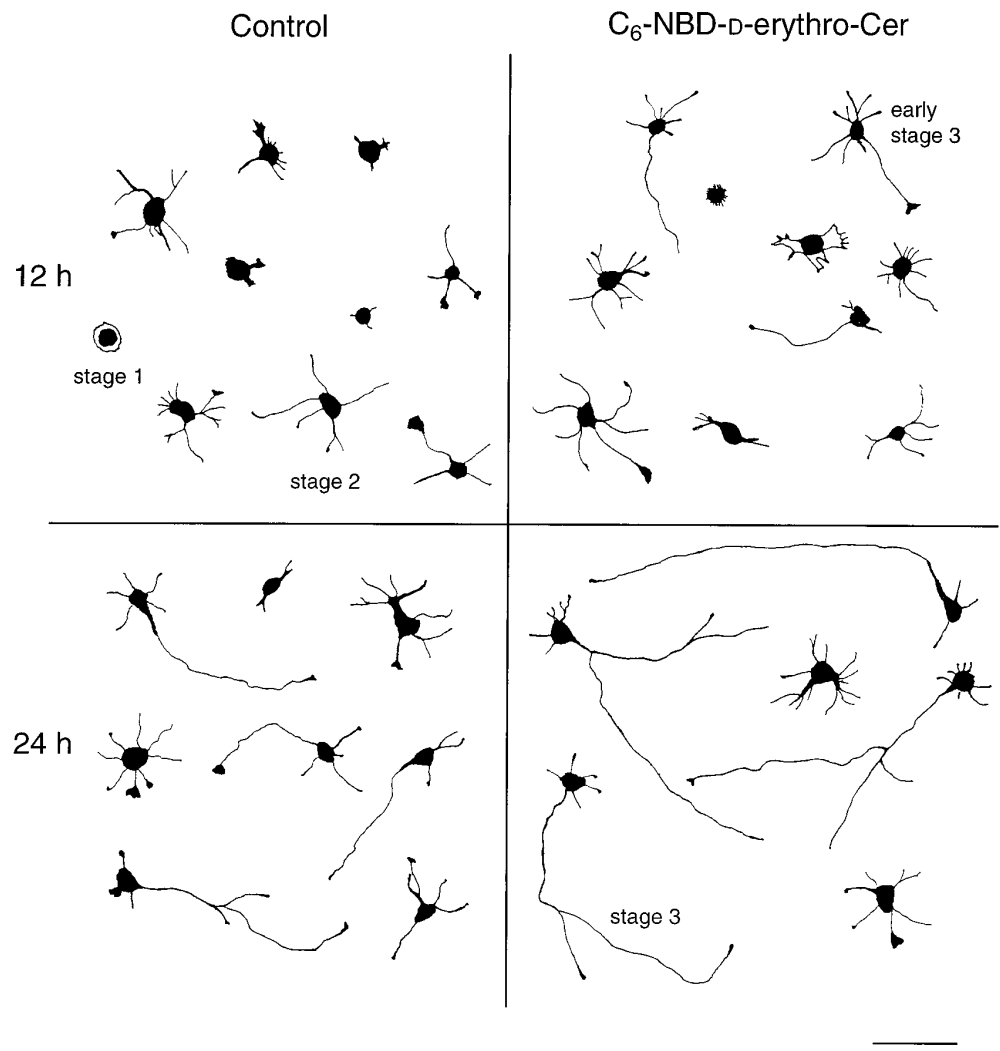 Control
C6-NBD-D-erythro-Cer
early
stage 3
12 h
stage 1
stage 2
24 h
stage 3